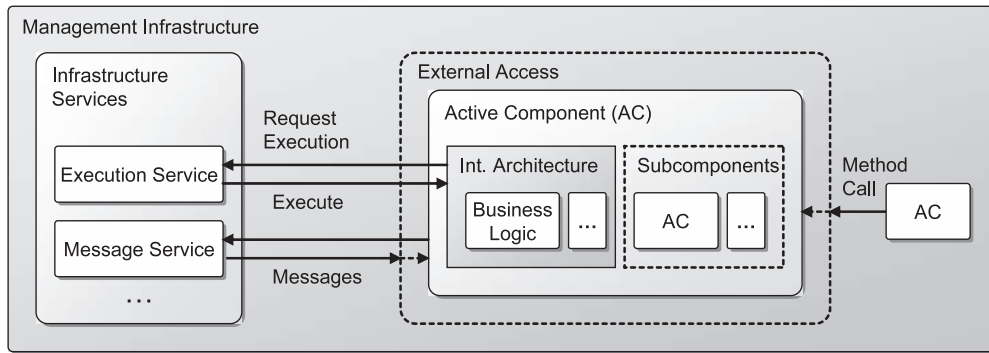 Management Infrastructure
Infrastructure
Services
Execution Service
Message Service
...
Request
Execution
Execute
Messages
External Access
Active Component (AC)
Int. Architecture
Business
Logic
...
Subcomponents
AC
...
Method
Call
AC